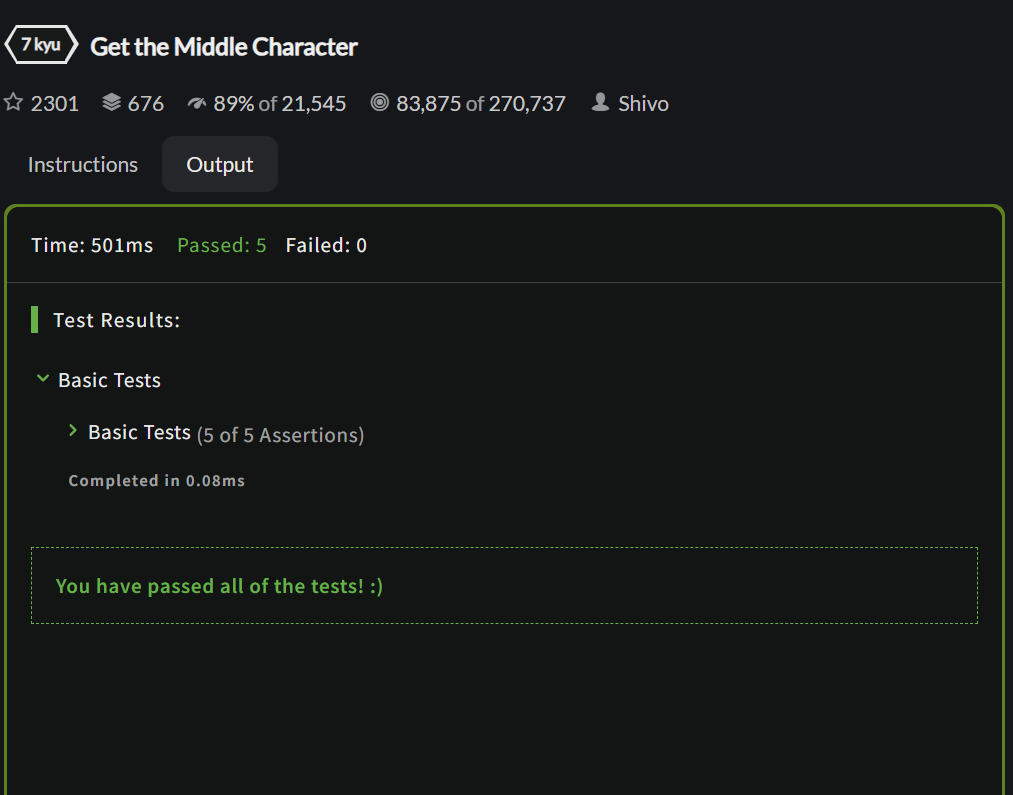 7 kyu Get the Middle Character
2301 676 89% of 21,545 83,875 of 270,737 Shivo
Instructions Output
Time: 501ms Passed: 5 Failed: 0
Test Results:
Basic Tests
Basic Tests (5 of 5 Assertions)
Completed in 0.08ms
You have passed all of the tests! :)